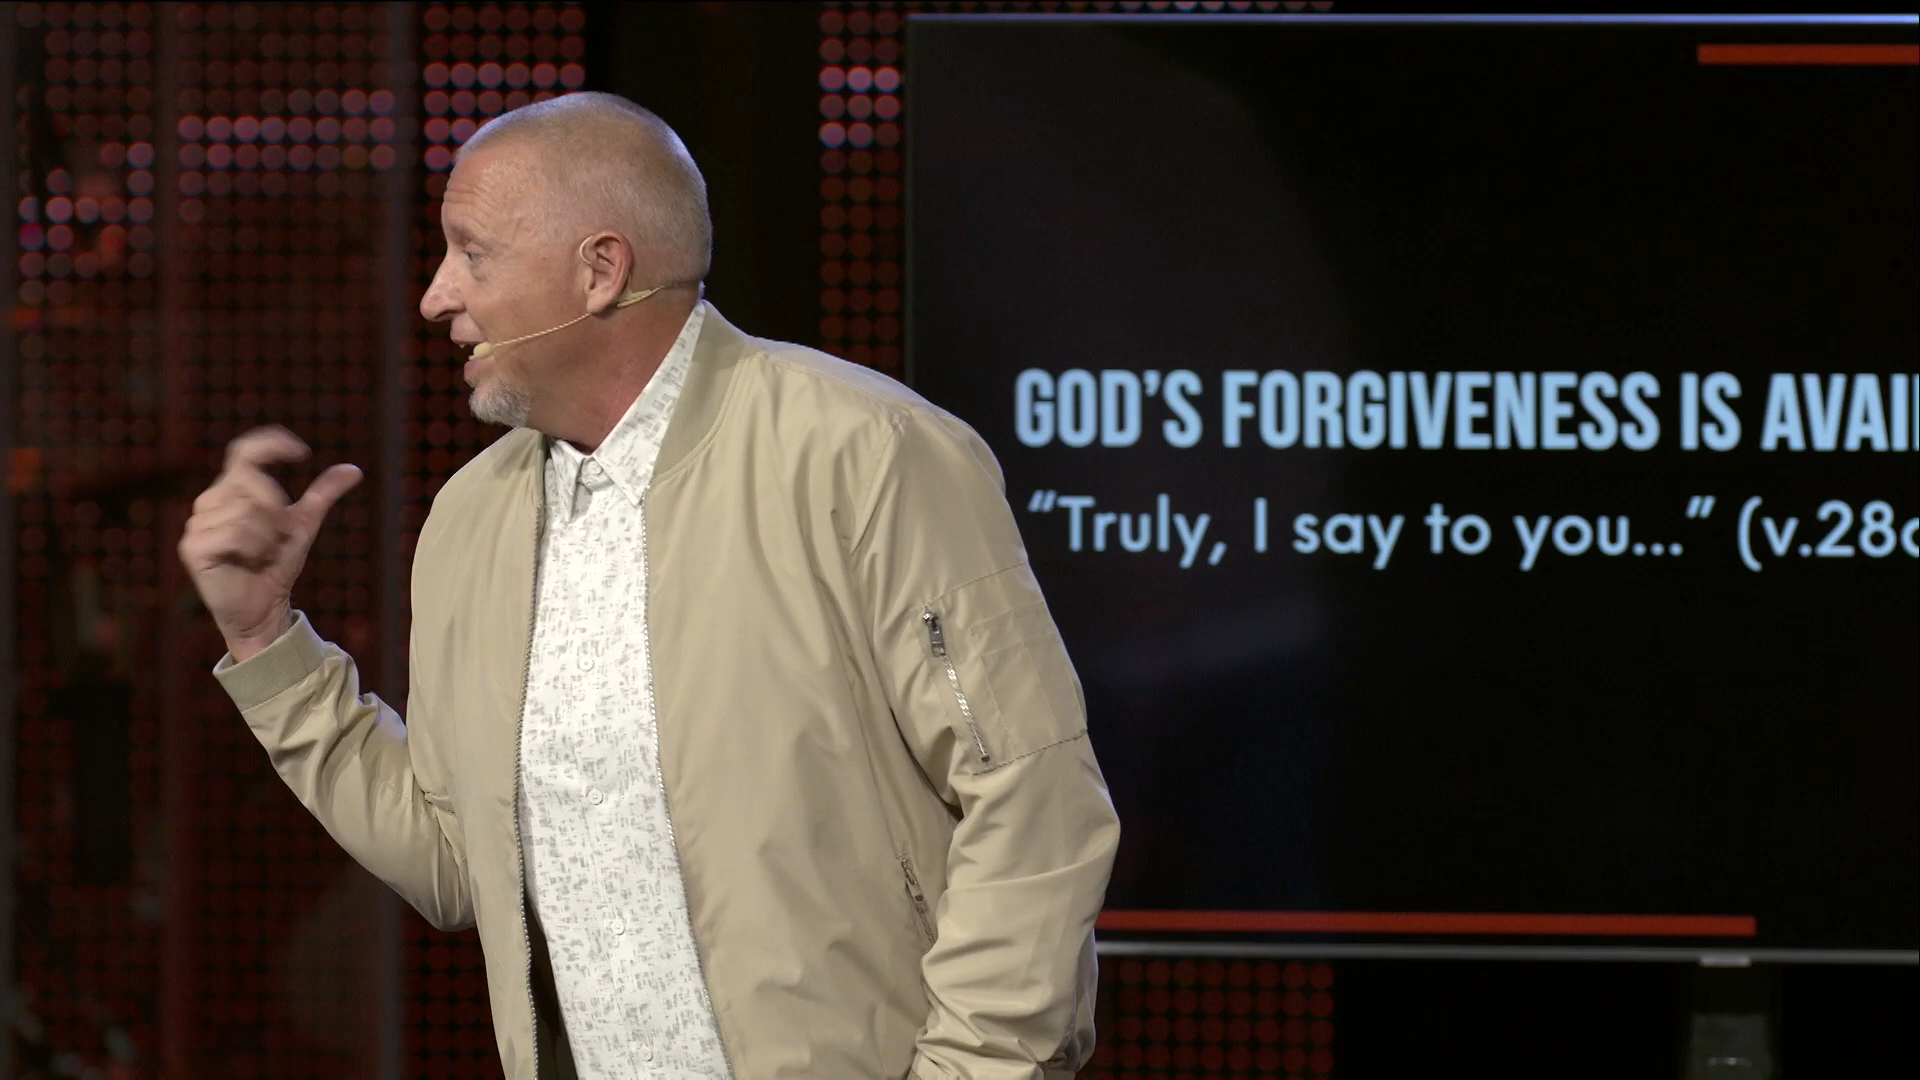 GOD'S FORGIVENESS IS AVAI
“Truly, I say to you...” (v.28